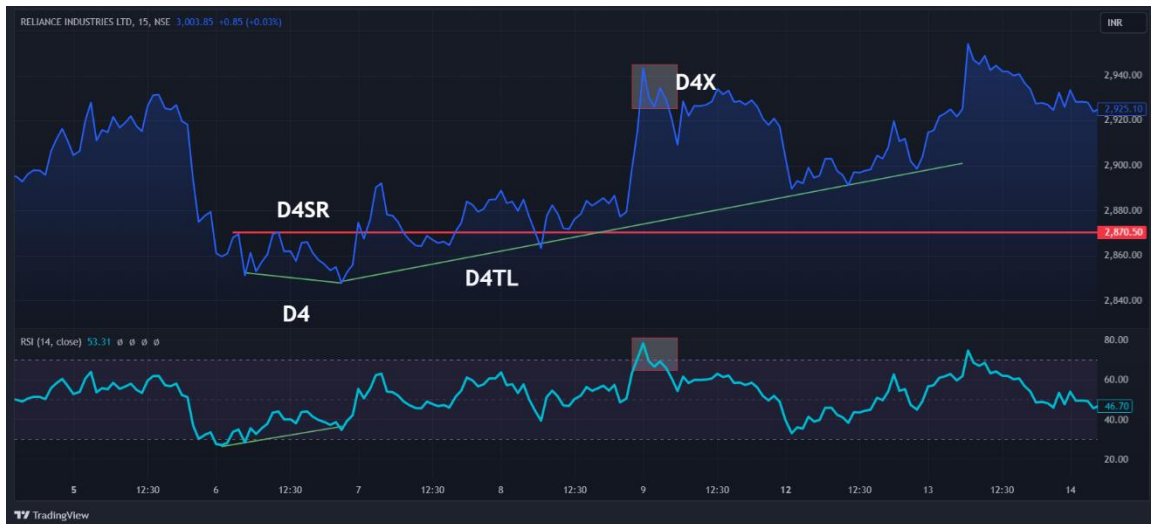 RELIANCE INDUSTRIES LTD, 15, NSE 3,003.85 +0.85 (+0.03%)
INR
D4X
2,940.00
2,925.10
2,920.00
2,900.00
D4SR
2,880.00
2,870.50
D4TL
2,860.00
D4
2,840.00
RSI (14, close) 53.31 ø ø ø ø
80.00
60.00
46.70
40.00
20.00
5 12:30 6 12:30 7 12:30 8 12:30 9 12:30 12 12:30 13 12:30 14
TradingView